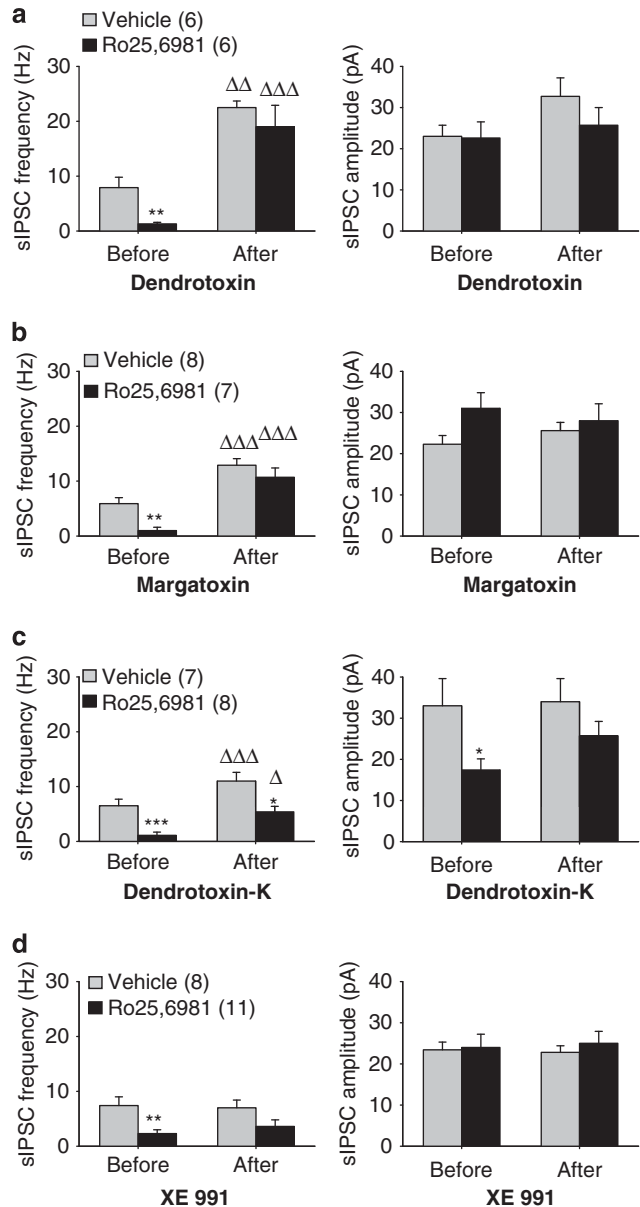 a
Vehicle (6)
Ro25,6981 (6)
sIPSC frequency (Hz)
30
20
10
0
ΔΔ
ΔΔΔ
**
Before
After
Dendrotoxin
sIPSC amplitude (pA)
40
30
20
10
0
Before
After
Dendrotoxin
b
Vehicle (8)
Ro25,6981 (7)
sIPSC frequency (Hz)
30
20
10
0
ΔΔΔ
ΔΔΔ
**
Before
After
Margatoxin
sIPSC amplitude (pA)
40
30
20
10
0
Before
After
Margatoxin
c
Vehicle (7)
Ro25,6981 (8)
sIPSC frequency (Hz)
30
20
10
0
ΔΔΔ
Δ
*
***
Before
After
Dendrotoxin-K
sIPSC amplitude (pA)
40
30
20
10
0
*
Before
After
Dendrotoxin-K
d
Vehicle (8)
Ro25,6981 (11)
sIPSC frequency (Hz)
30
20
10
0
**
Before
After
XE 991
sIPSC amplitude (pA)
40
30
20
10
0
Before
After
XE 991